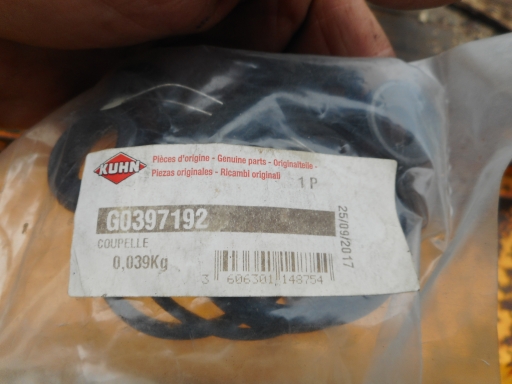 KUHN
Pièces d'origine - Genuine parts - Originalteile -
Piezas originales - Ricambi originali
1 P
G0397192
25/09/2017
COUPELLE
0,039Kg
3 606301 148754